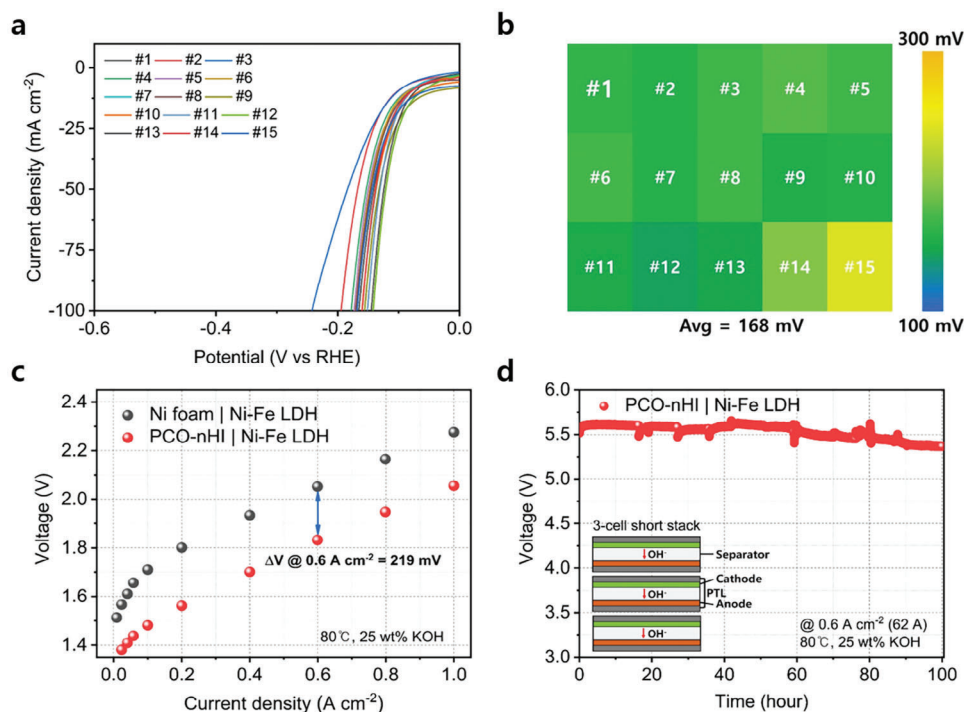 a
#1 #2 #3
#4 #5 #6
#7 #8 #9
#10 #11 #12
#13 #14 #15
0
-25
-50
-75
-100
-0.6 -0.4 -0.2 0.0
Current density (mA cm⁻²)
Potential (V vs RHE)
b
300 mV
#1 #2 #3 #4 #5
#6 #7 #8 #9 #10
#11 #12 #13 #14 #15
Avg = 168 mV
100 mV
c
Ni foam | Ni-Fe LDH
PCO-nHI | Ni-Fe LDH
2.4
2.2
2.0
1.8
1.6
1.4
ΔV @ 0.6 A cm⁻² = 219 mV
80℃, 25 wt% KOH
0.0 0.2 0.4 0.6 0.8 1.0
Voltage (V)
Current density (A cm⁻²)
d
PCO-nHI | Ni-Fe LDH
6.0
5.5
5.0
4.5
4.0
3.5
3.0
3-cell short stack
OH⁻
Separator
Cathode
OH⁻
PTL
Anode
OH⁻
@ 0.6 A cm⁻² (62 A)
80℃, 25 wt% KOH
0 20 40 60 80 100
Voltage (V)
Time (hour)